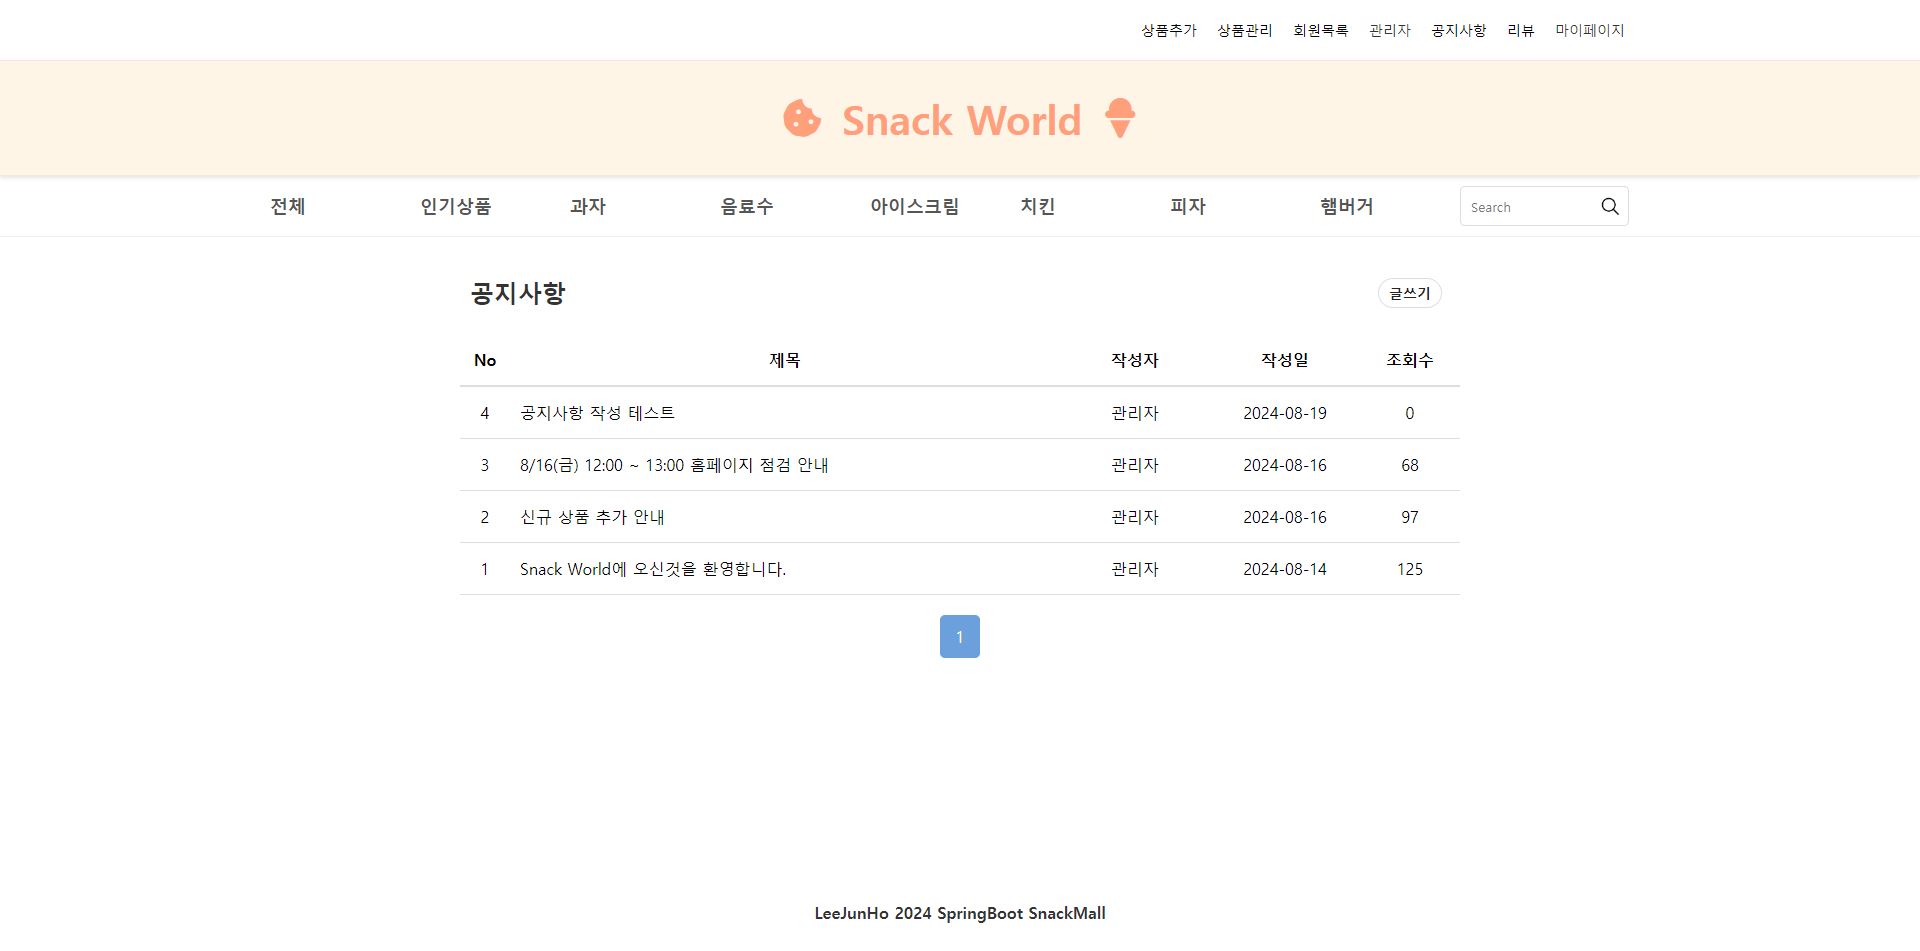 상품추가 상품관리 회원목록 관리자 공지사항 리뷰 마이페이지
Snack World
전체 인기상품 과자 음료수 아이스크림 치킨 피자 햄버거 Search
공지사항 글쓰기
No 제목 작성자 작성일 조회수
4 공지사항 작성 테스트 관리자 2024-08-19 0
3 8/16(금) 12:00 ~ 13:00 홈페이지 점검 안내 관리자 2024-08-16 68
2 신규 상품 추가 안내 관리자 2024-08-16 97
1 Snack World에 오신것을 환영합니다. 관리자 2024-08-14 125
1
LeeJunHo 2024 SpringBoot SnackMall